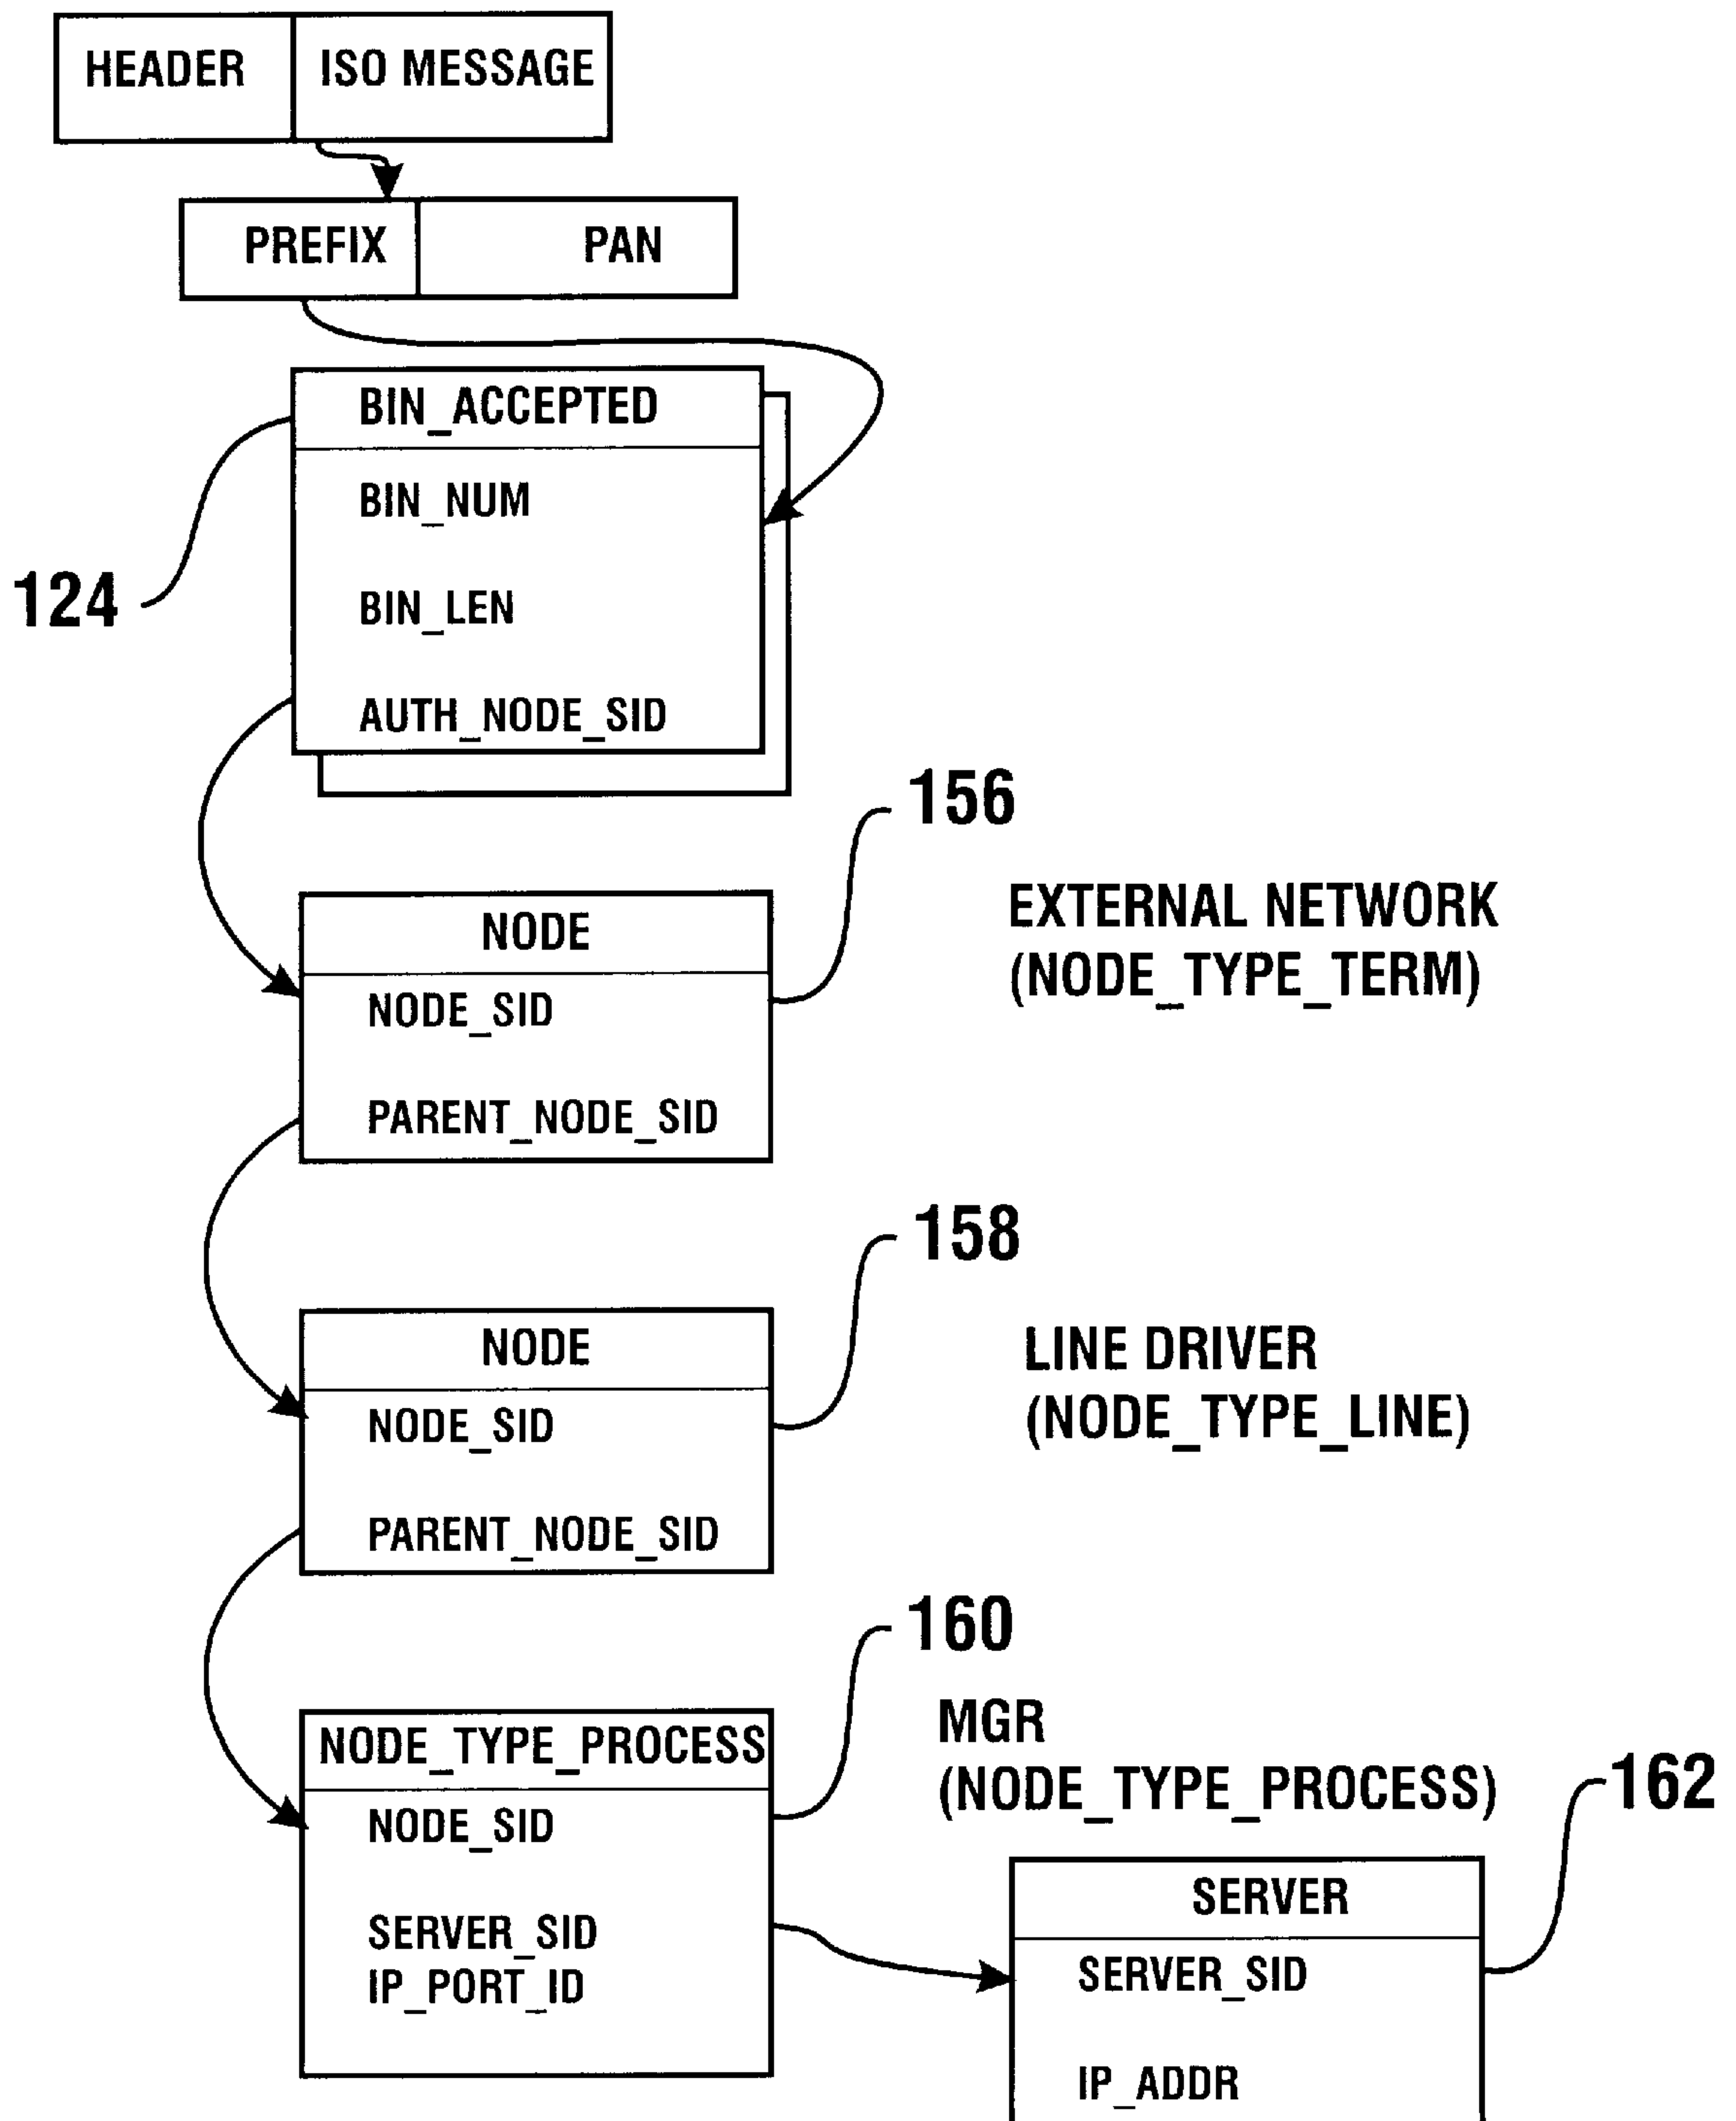 HEADER ISO MESSAGE
PREFIX PAN
BIN_ACCEPTED
BIN_NUM
BIN_LEN
AUTH_NODE_SID
124
156
NODE
NODE_SID
PARENT_NODE_SID
EXTERNAL NETWORK
(NODE_TYPE_TERM)
158
NODE
NODE_SID
PARENT_NODE_SID
LINE DRIVER
(NODE_TYPE_LINE)
160
NODE_TYPE_PROCESS
NODE_SID
SERVER_SID
IP_PORT_ID
MGR
(NODE_TYPE_PROCESS)
162
SERVER
SERVER_SID
IP_ADDR